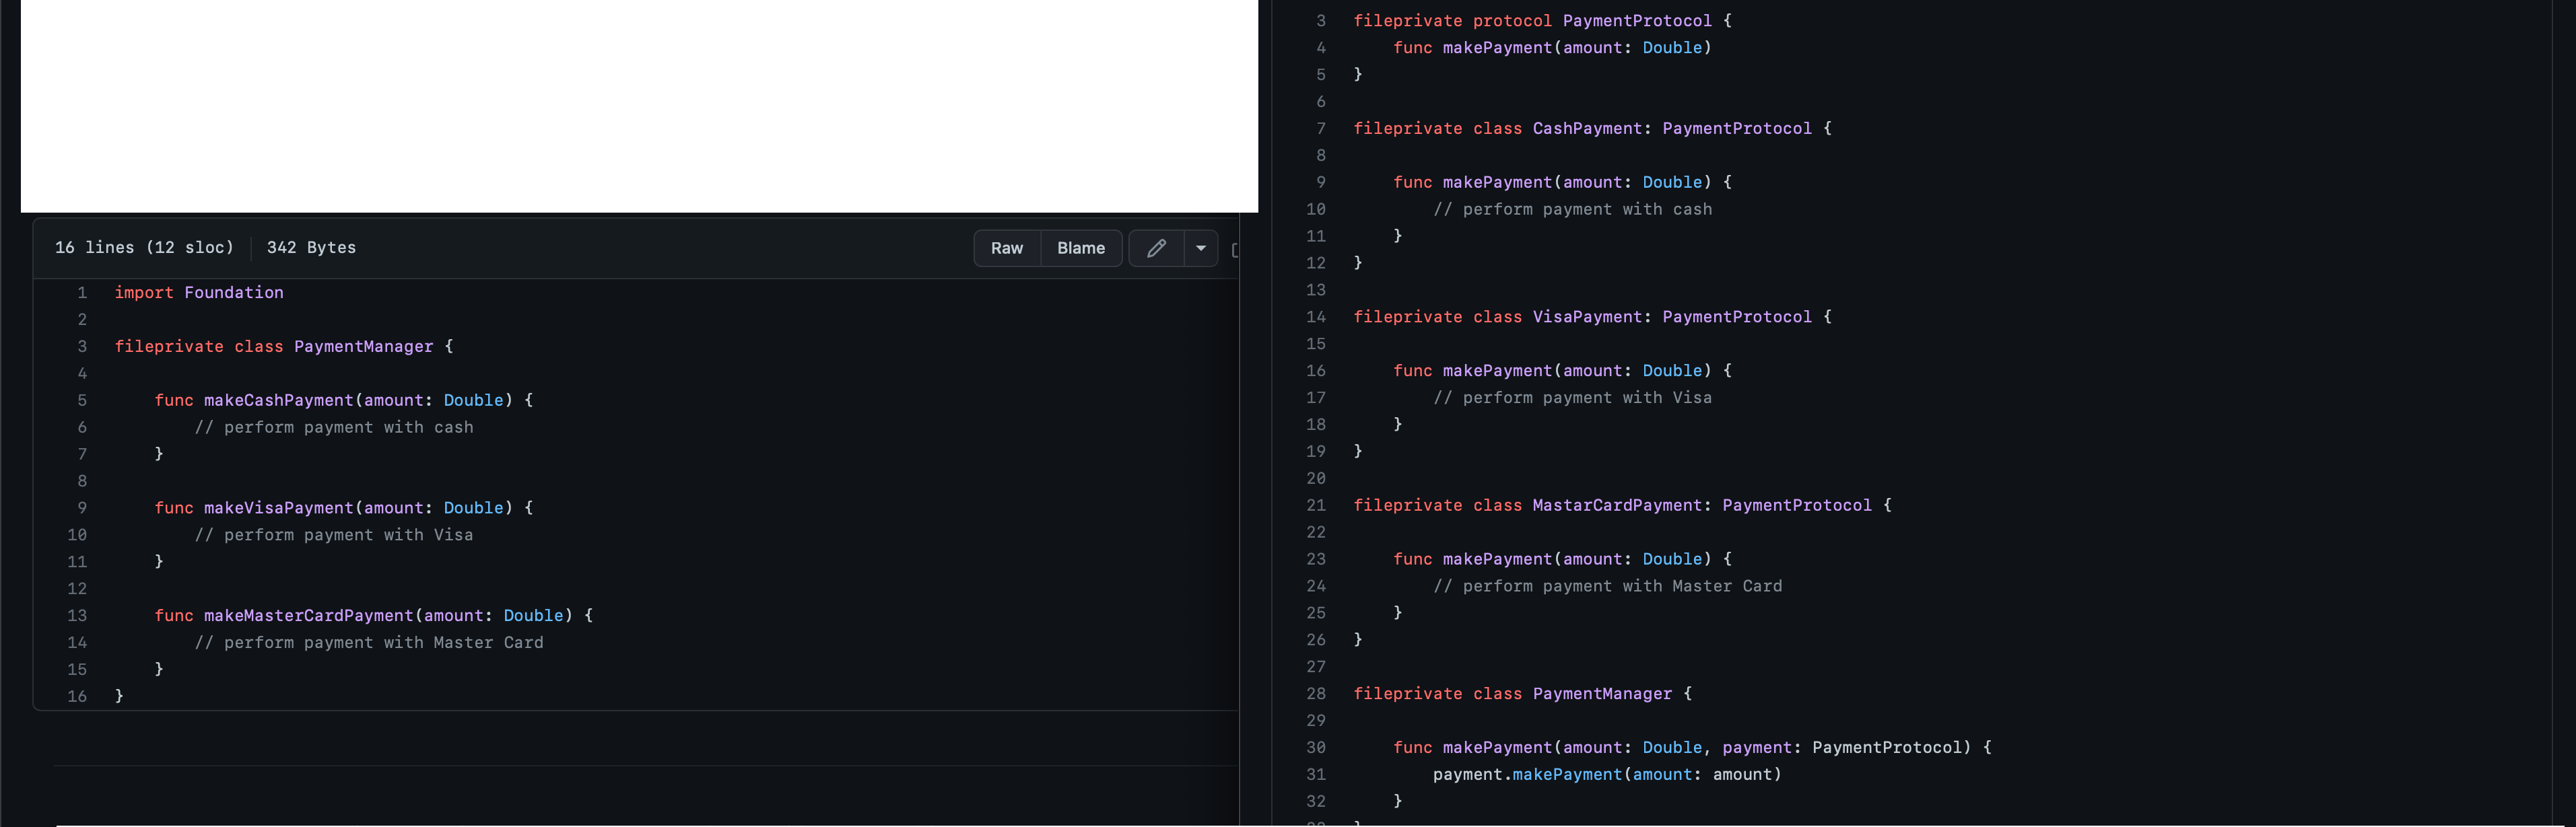 16 lines (12 sloc) 342 Bytes Raw Blame
1 import Foundation
2
3 fileprivate class PaymentManager {
4
5 func makeCashPayment(amount: Double) {
6 // perform payment with cash
7 }
8
9 func makeVisaPayment(amount: Double) {
10 // perform payment with Visa
11 }
12
13 func makeMasterCardPayment(amount: Double) {
14 // perform payment with Master Card
15 }
16 }
3 fileprivate protocol PaymentProtocol {
4 func makePayment(amount: Double)
5 }
6
7 fileprivate class CashPayment: PaymentProtocol {
8
9 func makePayment(amount: Double) {
10 // perform payment with cash
11 }
12 }
13
14 fileprivate class VisaPayment: PaymentProtocol {
15
16 func makePayment(amount: Double) {
17 // perform payment with Visa
18 }
19 }
20
21 fileprivate class MastarCardPayment: PaymentProtocol {
22
23 func makePayment(amount: Double) {
24 // perform payment with Master Card
25 }
26 }
27
28 fileprivate class PaymentManager {
29
30 func makePayment(amount: Double, payment: PaymentProtocol) {
31 payment.makePayment(amount: amount)
32 }